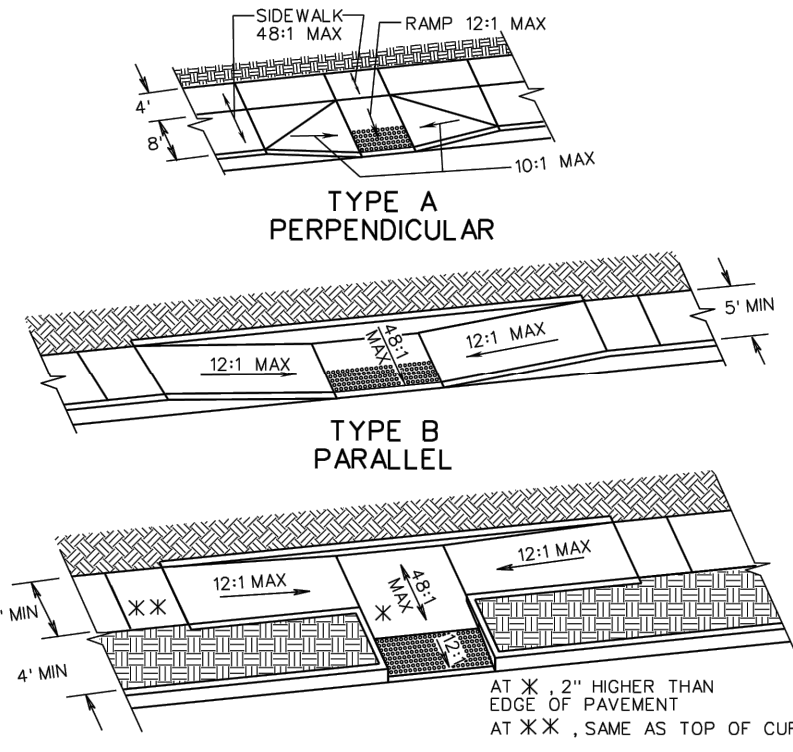 SIDEWALK
48:1 MAX
RAMP 12:1 MAX
4'
8'
10:1 MAX
TYPE A
PERPENDICULAR
5' MIN
48:1
MAX
12:1 MAX
12:1 MAX
TYPE B
PARALLEL
12:1 MAX
12:1 MAX
48:1
MAX
' MIN
4' MIN
12:1
AT * , 2" HIGHER THAN
EDGE OF PAVEMENT
AT ** , SAME AS TOP OF